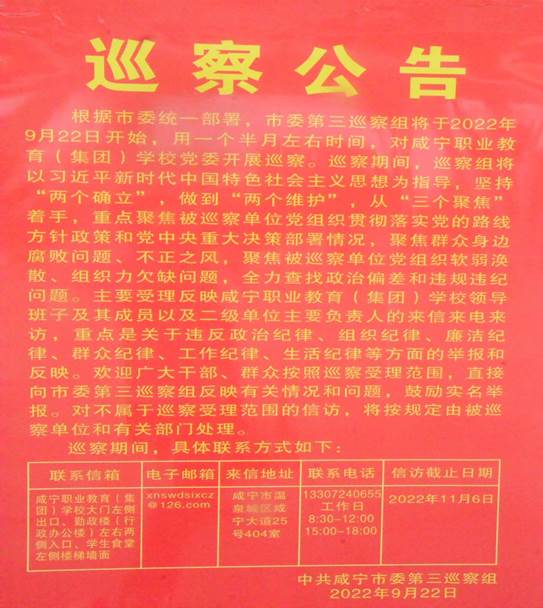 巡察公告
根据市委统一部署，市委第三巡察组将于2022年
9月22日开始，用一个半月左右时间，对咸宁职业教
育（集团）学校党委开展巡察。巡察期间，巡察组将
以习近平新时代中国特色社会主义思想为指导，坚持
“两个确立”，做到“两个维护”，从“三个聚焦”
着手，重点聚焦被巡察单位党组织贯彻落实党的路线
方针政策和党中央重大决策部署情况，聚焦群众身边
腐败问题、不正之风，聚焦被巡察单位党组织软弱涣
散、组织力欠缺问题，全力查找政治偏差和违规违纪
问题。主要受理反映咸宁职业教育（集团）学校领导
班子及其成员以及二级单位主要负责人的来信来电来
访，重点是关于违反政治纪律、组织纪律、廉洁纪
律、群众纪律、工作纪律、生活纪律等方面的举报和
反映。欢迎广大干部、群众按照巡察受理范围，直接
向市委第三巡察组反映有关情况和问题，鼓励实名举
报。对不属于巡察受理范围的信访，将按规定由被巡
察单位和有关部门处理。
巡察期间，具体联系方式如下：
联系信箱 电子邮箱 来信地址 联系电话 信访截止日期
咸宁职业教育（集
团）学校大门左侧
出口、勤政楼（行
政办公楼）左右两
侧入口、学生食堂
左侧楼梯墙面
xnswdsixcz
@126.com
咸宁市温
泉城区咸
宁大道25
号404室
13307240655
工作日
8:30-12:00
15:00-18:00
2022年11月6日
中共咸宁市委第三巡察组
2022年9月22日